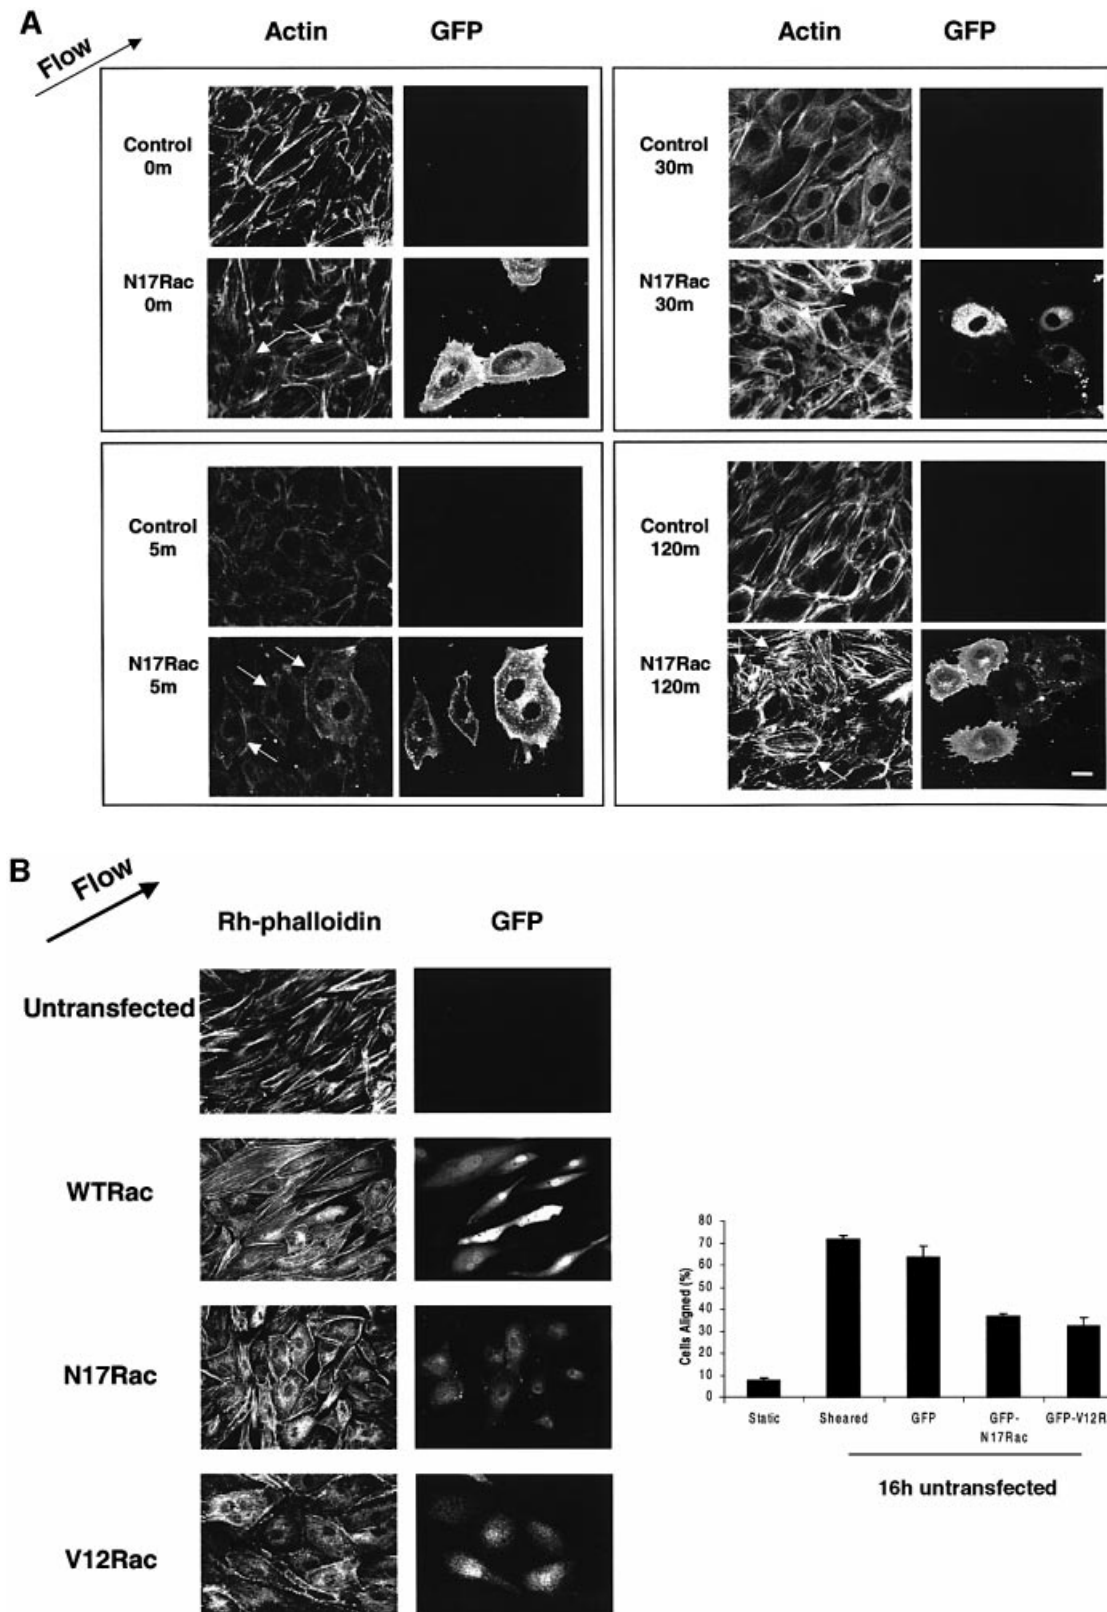 A
Flow
Actin
GFP
Actin
GFP
Control
0m
N17Rac
0m
Control
30m
N17Rac
30m
Control
5m
N17Rac
5m
Control
120m
N17Rac
120m
B
Flow
Rh-phalloidin
GFP
Untransfected
WTRac
N17Rac
V12Rac
Cells Aligned (%)
80
70
60
50
40
30
20
10
0
Static
Sheared
GFP
GFP-
N17Rac
GFP-V12R
16h untransfected